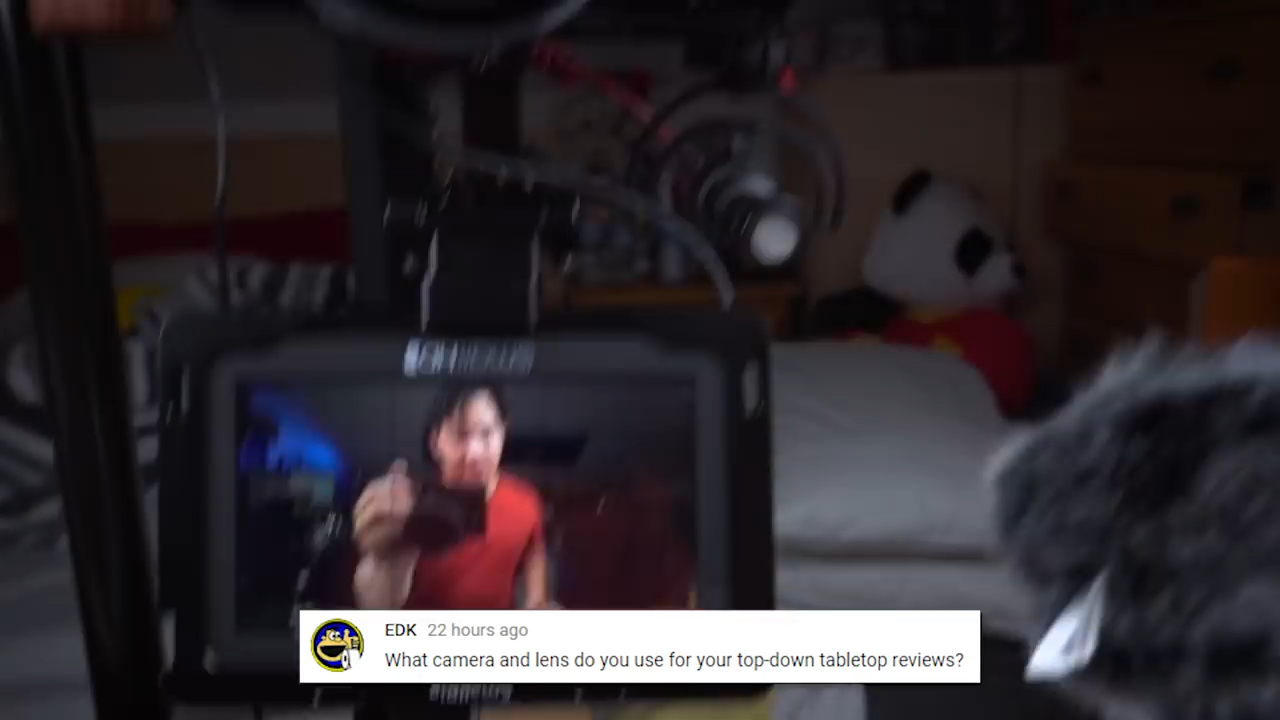 EDK 22 hours ago
What camera and lens do you use for your top-down tabletop reviews?